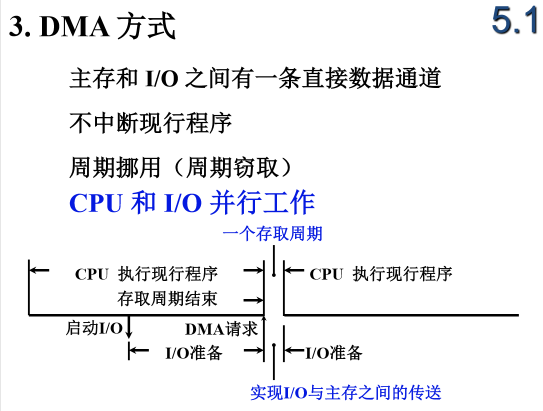 3. DMA 方式
5.1
主存和 I/O 之间有一条直接数据通道
不中断现行程序
周期挪用（周期窃取）
CPU 和 I/O 并行工作
一个存取周期
CPU 执行现行程序
CPU 执行现行程序
存取周期结束
启动I/O
DMA请求
I/O准备
I/O准备
实现I/O与主存之间的传送